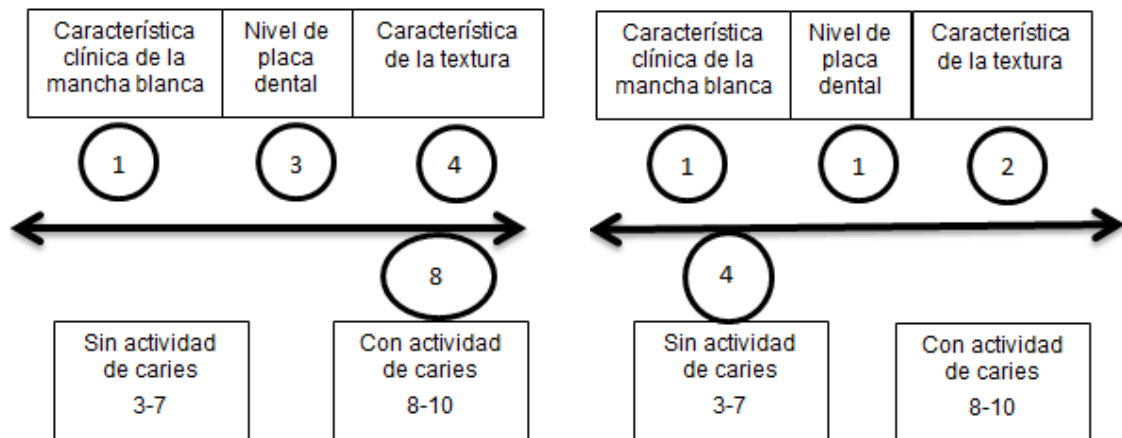 Característica
clínica de la
mancha blanca
Nivel de
placa
dental
Característica
de la textura
1
3
4
8
Sin actividad
de caries
3-7
Con actividad
de caries
8-10
Característica
clínica de la
mancha blanca
Nivel de
placa
dental
Característica
de la textura
1
1
2
4
Sin actividad
de caries
3-7
Con actividad
de caries
8-10